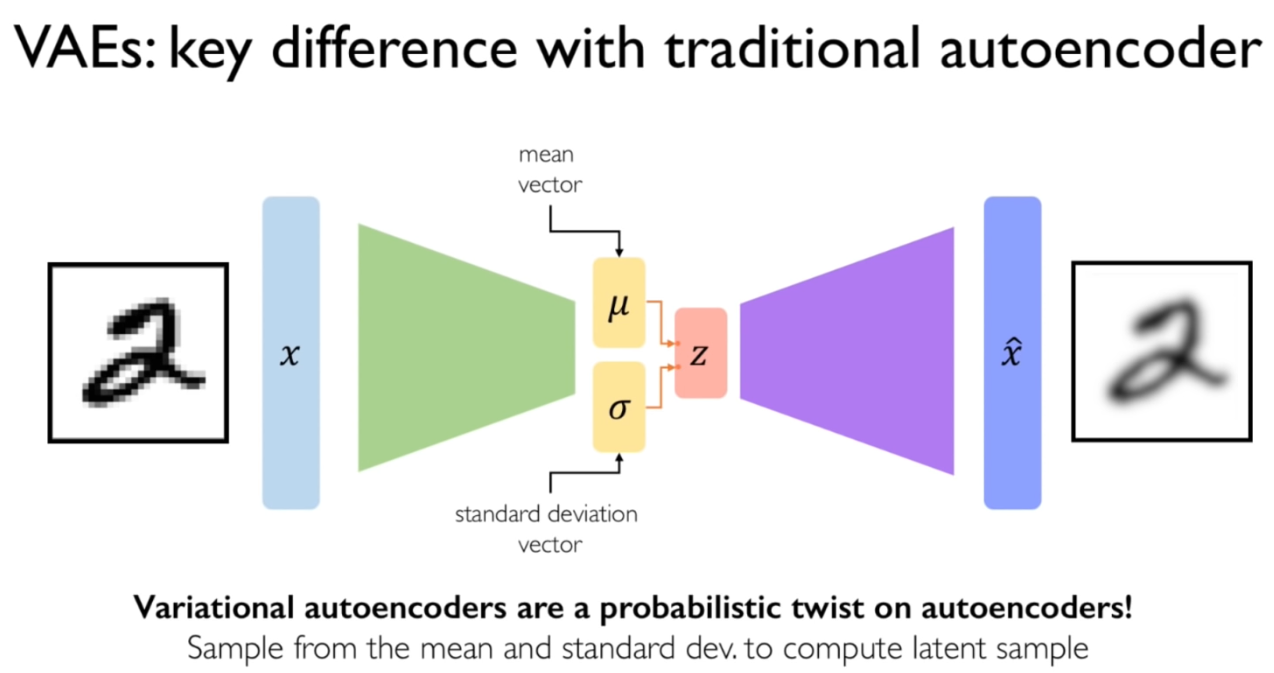 VAEs: key difference with traditional autoencoder
mean
vector
x
μ
σ
z
x̂
standard deviation
vector
Variational autoencoders are a probabilistic twist on autoencoders!
Sample from the mean and standard dev. to compute latent sample